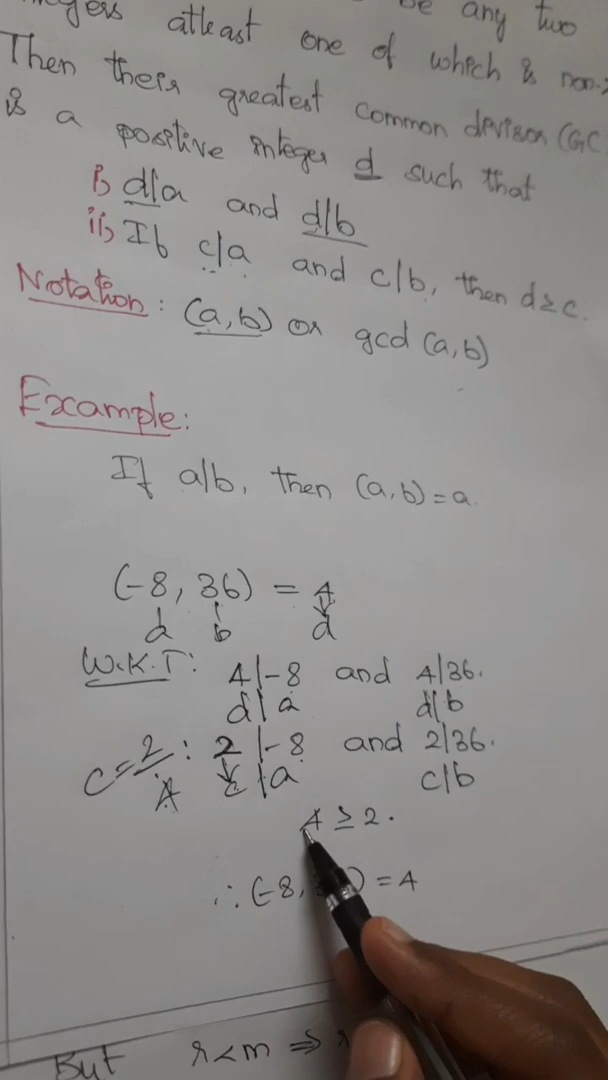 be any two
atleast one of which is non-
Then their greatest common devisor (GC
is a positive integer d such that
i) d|a and d|b
ii) If c|a and c|b, then d≥c.
Notation: (a,b) or gcd (a,b)
Example:
If a|b, then (a,b)=a.
(-8, 36) = 4
a b d
W.K.T: 4|-8 and 4|36.
d|a d|b
c=2: 2|-8 and 2|36.
4 c|a c|b
4 ≥ 2.
∴ (-8, ) = 4
But r<m ⇒